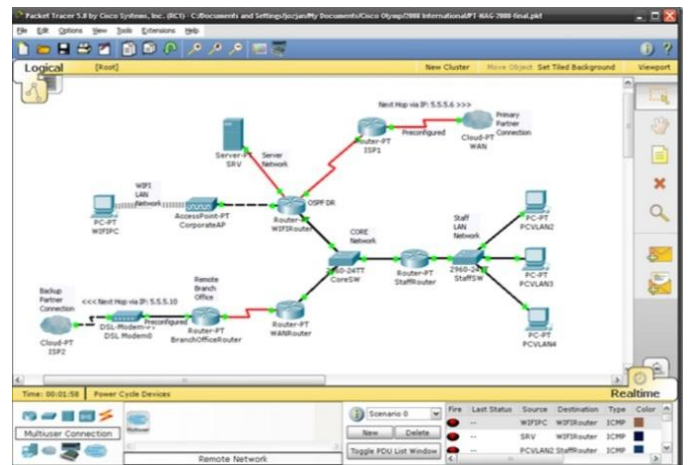 Packet Tracer 5.0 by Cisco Systems, Inc. (RC1) - C:/Documents and Settings/jozjan/My Documents/Cisco Olymp/2008 International/PT-NAG-2008-final.pkt
File Edit Options View Tools Extensions Help
Logical [Root] New Cluster Move Object Set Tiled Background Viewport
Next Hop via IP: 5.5.5.6 >>>
Primary
Partner
Connection
Preconfigured
Router-PT
ISP1
Cloud-PT
WAN
Server-PT
SRV
Server
Network
WIFI
LAN
Network
OSPF DR
PC-PT
WIFIPC
AccessPoint-PT
CorporateAP
Router-PT
WIFIRouter
Staff
LAN
Network
PC-PT
PCVLAN2
CORE
Network
2960-24TT
CoreSW
Router-PT
StaffRouter
2960-24TT
StaffSW
PC-PT
PCVLAN3
Remote
Branch
Office
Backup
Partner
Connection
<<< Next Hop via IP: 5.5.5.10
Preconfigured
Cloud-PT
ISP2
DSL-Modem-PT
DSL Modem0
Router-PT
BranchOfficeRouter
Router-PT
WANRouter
PC-PT
PCVLAN4
Time: 00:01:58 Power Cycle Devices Realtime
Scenario 0
Fire Last Status Source Destination Type Color
-- WIFIPC WIFIRouter ICMP
New Delete
-- SRV WIFIRouter ICMP
Multiuser Connection
Toggle PDU List Window
-- PCVLAN2 StaffRouter ICMP
Remote Network